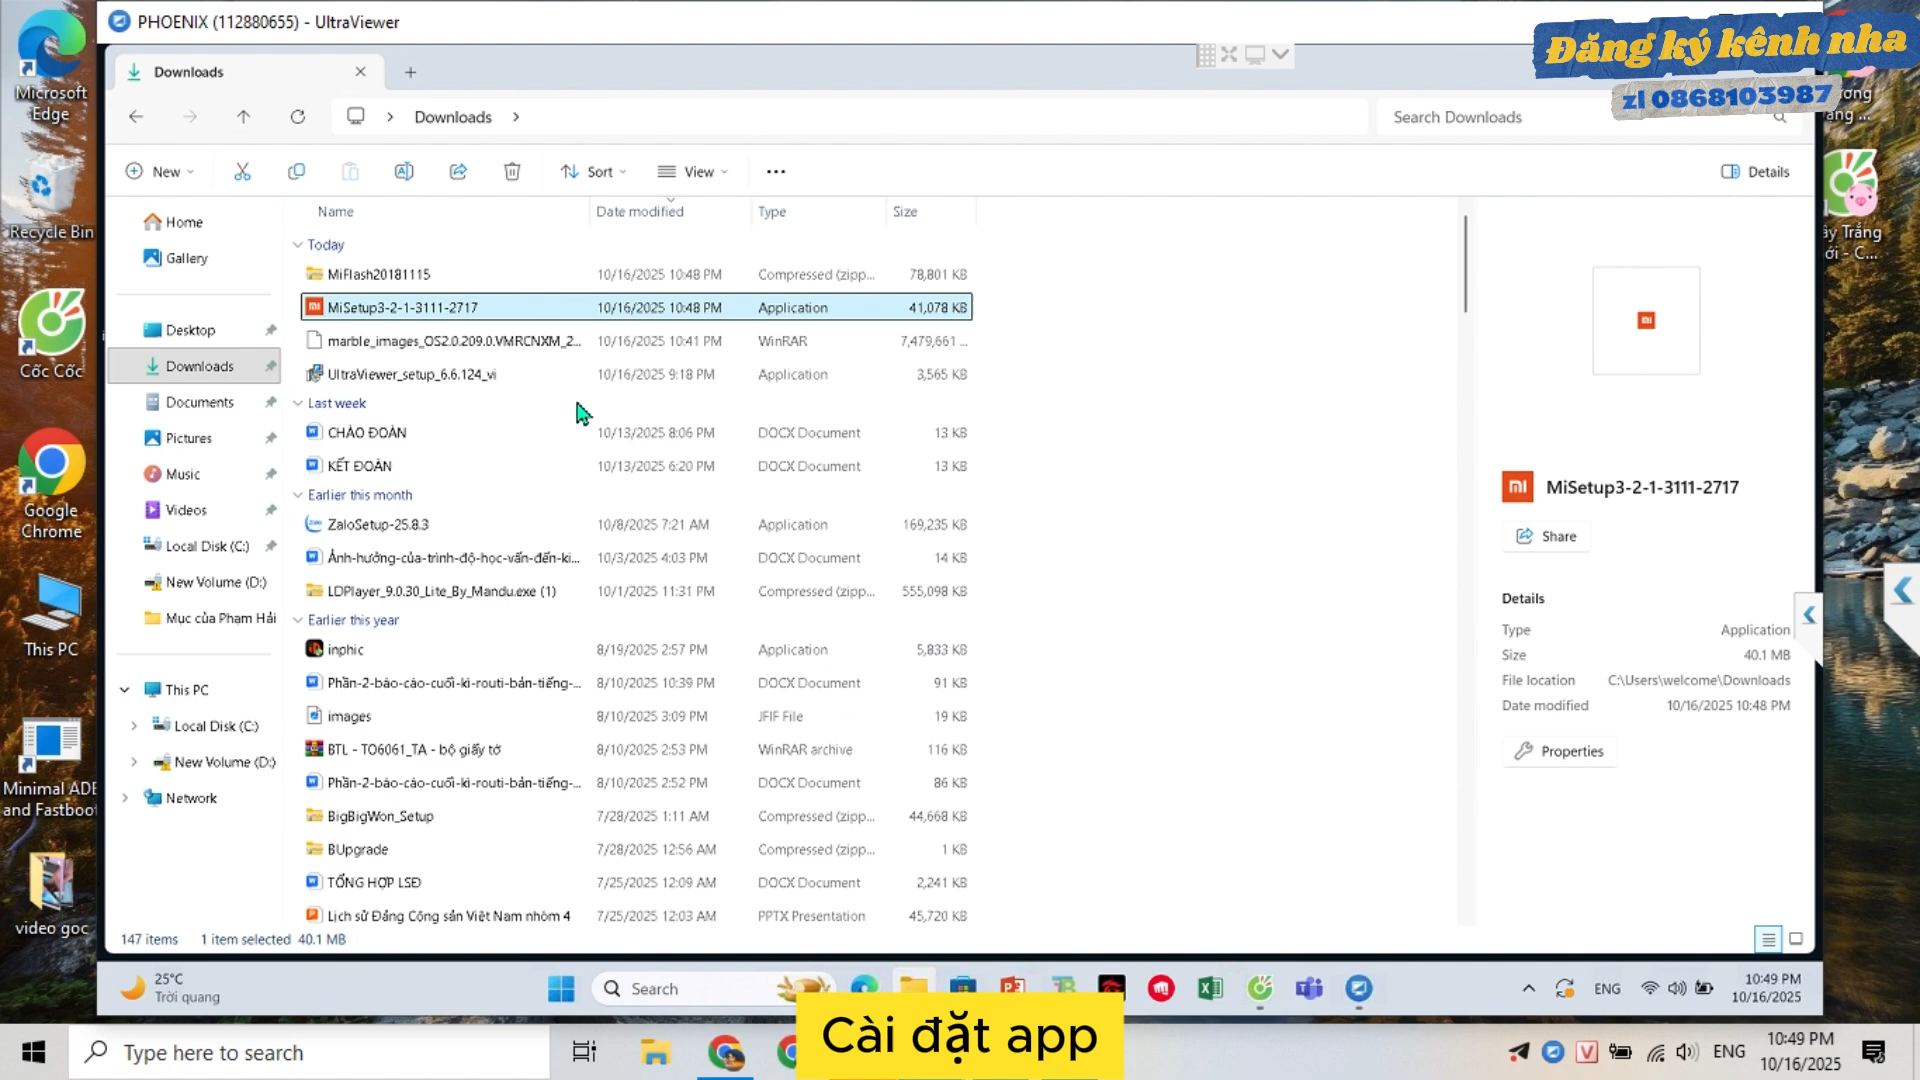 PHOENIX (112880655) - UltraViewer
Đăng ký kênh nha
zl 0868103987
Downloads
Downloads
Search Downloads
New
Sort
View
Details
Name
Date modified
Type
Size
Home
Gallery
Desktop
Downloads
Documents
Pictures
Music
Videos
Local Disk (C:)
New Volume (D:)
Mục của Phạm Hải
This PC
Local Disk (C:)
New Volume (D:)
Network
Today
MiFlash20181115 10/16/2025 10:48 PM Compressed (zipp... 78,801 KB
MiSetup3-2-1-3111-2717 10/16/2025 10:48 PM Application 41,078 KB
marble_images_OS2.0.209.0.VMRCNXM_2... 10/16/2025 10:41 PM WinRAR 7,479,661 ...
UltraViewer_setup_6.6.124_vi 10/16/2025 9:18 PM Application 3,565 KB
Last week
CHÀO ĐOÀN 10/13/2025 8:06 PM DOCX Document 13 KB
KẾT ĐOÀN 10/13/2025 6:20 PM DOCX Document 13 KB
Earlier this month
ZaloSetup-25.8.3 10/8/2025 7:21 AM Application 169,235 KB
Ảnh-hưởng-của-trình-độ-học-vấn-đến-ki... 10/3/2025 4:03 PM DOCX Document 14 KB
LDPlayer_9.0.30_Lite_By_Mandu.exe (1) 10/1/2025 11:31 PM Compressed (zipp... 555,098 KB
Earlier this year
inphic 8/19/2025 2:57 PM Application 5,833 KB
Phần-2-báo-cáo-cuối-kì-routi-bản-tiếng-... 8/10/2025 10:39 PM DOCX Document 91 KB
images 8/10/2025 3:09 PM JFIF File 19 KB
BTL - TO6061_TA - bộ giấy tờ 8/10/2025 2:53 PM WinRAR archive 116 KB
Phần-2-báo-cáo-cuối-kì-routi-bản-tiếng-... 8/10/2025 2:52 PM DOCX Document 86 KB
BigBigWon_Setup 7/28/2025 1:11 AM Compressed (zipp... 44,668 KB
BUpgrade 7/28/2025 12:56 AM Compressed (zipp... 1 KB
TỔNG HỢP LSĐ 7/25/2025 12:09 AM DOCX Document 2,241 KB
Lịch sử Đảng Cộng sản Việt Nam nhóm 4 7/25/2025 12:03 AM PPTX Presentation 45,720 KB
MiSetup3-2-1-3111-2717
Share
Details
Type Application
Size 40.1 MB
File location C:\Users\welcome\Downloads
Date modified 10/16/2025 10:48 PM
Properties
147 items 1 item selected 40.1 MB
25°C
Trời quang
Search
ENG
10:49 PM
10/16/2025
Cài đặt app
Type here to search
ENG
10:49 PM
10/16/2025
Microsoft Edge
Recycle Bin
Cốc Cốc
Google Chrome
This PC
Minimal ADB and Fastboot
video goc